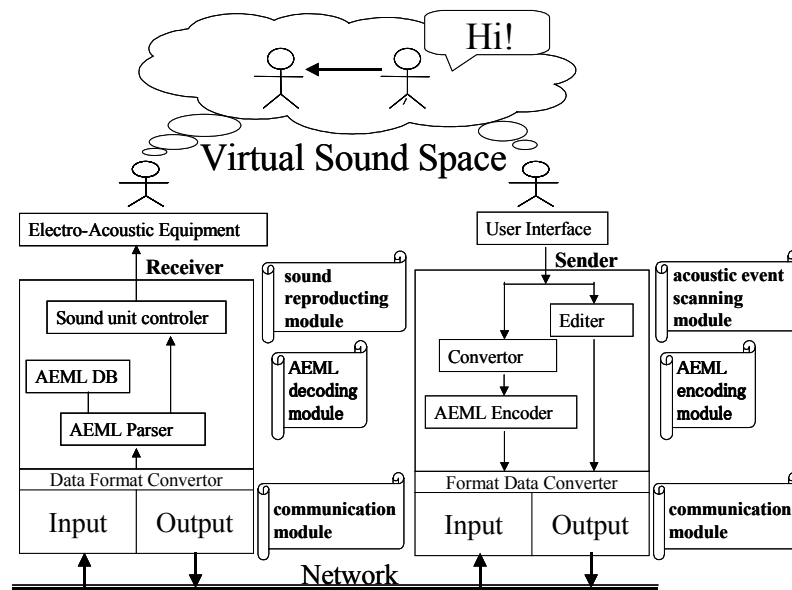 Hi!
Virtual Sound Space
Electro-Acoustic Equipment
Receiver
sound
reproducting
module
Sound unit controler
AEML DB
AEML
decoding
module
AEML Parser
Data Format Convertor
Input
Output
communication
module
User Interface
Sender
acoustic event
scanning
module
Editer
Convertor
AEML
encoding
module
AEML Encoder
Format Data Converter
Input
Output
communication
module
Network